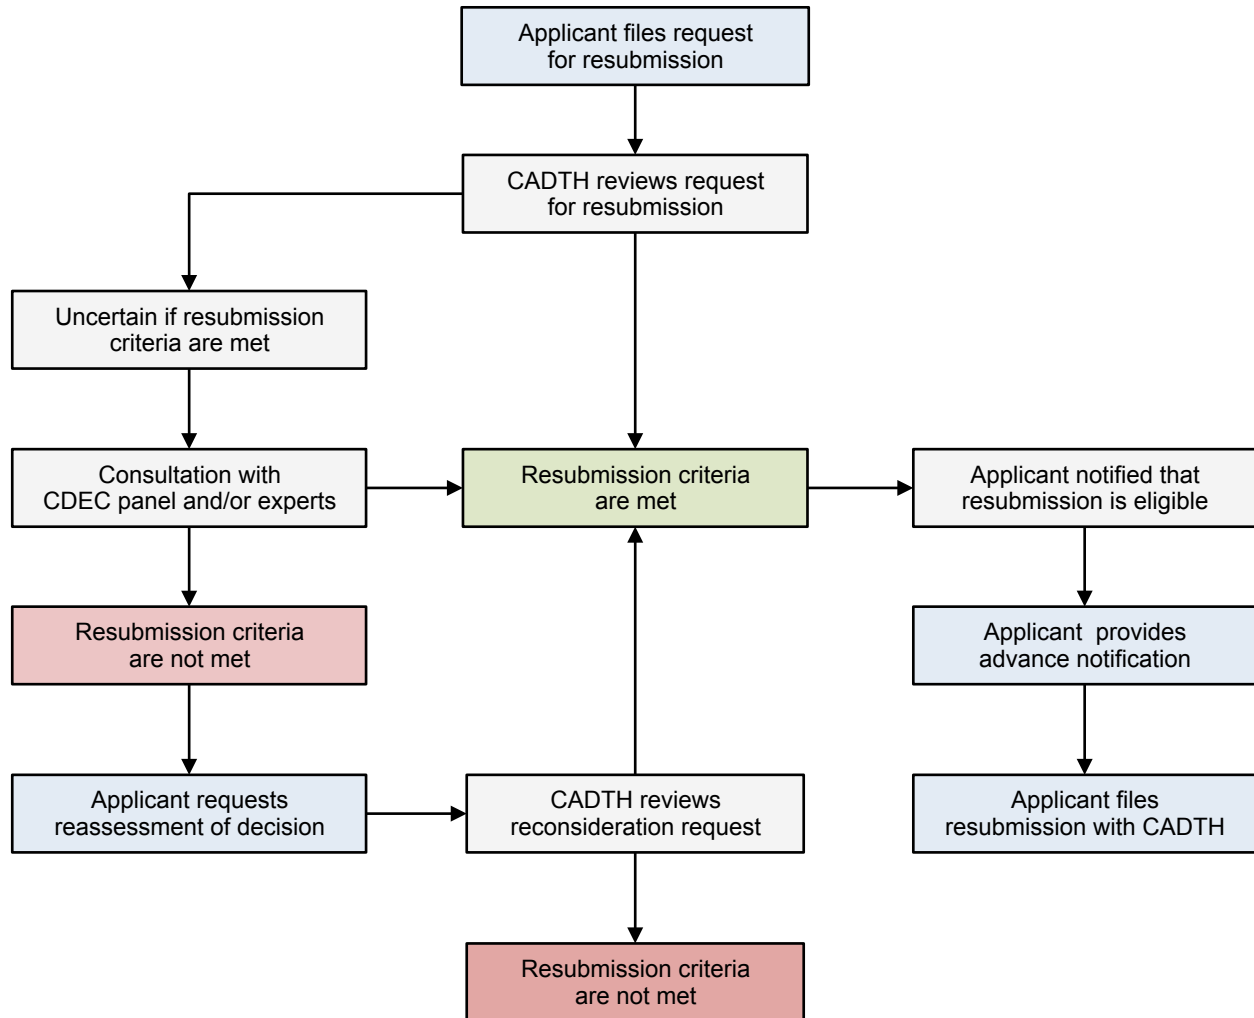 Applicant files request
for resubmission
CADTH reviews request
for resubmission
Uncertain if resubmission
criteria are met
Consultation with
CDEC panel and/or experts
Resubmission criteria
are met
Applicant notified that
resubmission is eligible
Resubmission criteria
are not met
Applicant  provides
advance notification
Applicant requests
reassessment of decision
CADTH reviews
reconsideration request
Applicant files
resubmission with CADTH
Resubmission criteria
are not met